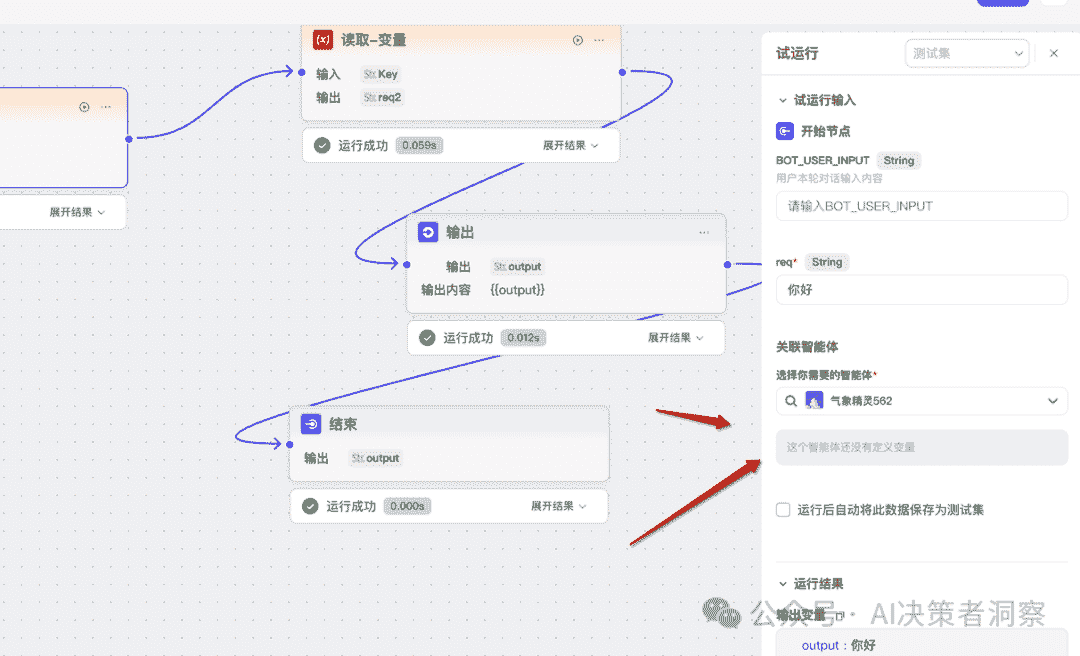 读取-变量
输入 Str. Key
输出 Str. req2
运行成功 0.059s 展开结果
展开结果
输出
输出 Str. output
输出内容 {{output}}
运行成功 0.012s 展开结果
结束
输出 Str. output
运行成功 0.000s 展开结果
试运行 测试集
试运行输入
开始节点
BOT_USER_INPUT String
用户本轮对话输入内容
请输入BOT_USER_INPUT
req* String
你好
关联智能体
选择你需要的智能体*
气象精灵562
这个智能体还没有定义变量
运行后自动将此数据保存为测试集
运行结果
输出变量
output : 你好
公众号 · AI决策者洞察